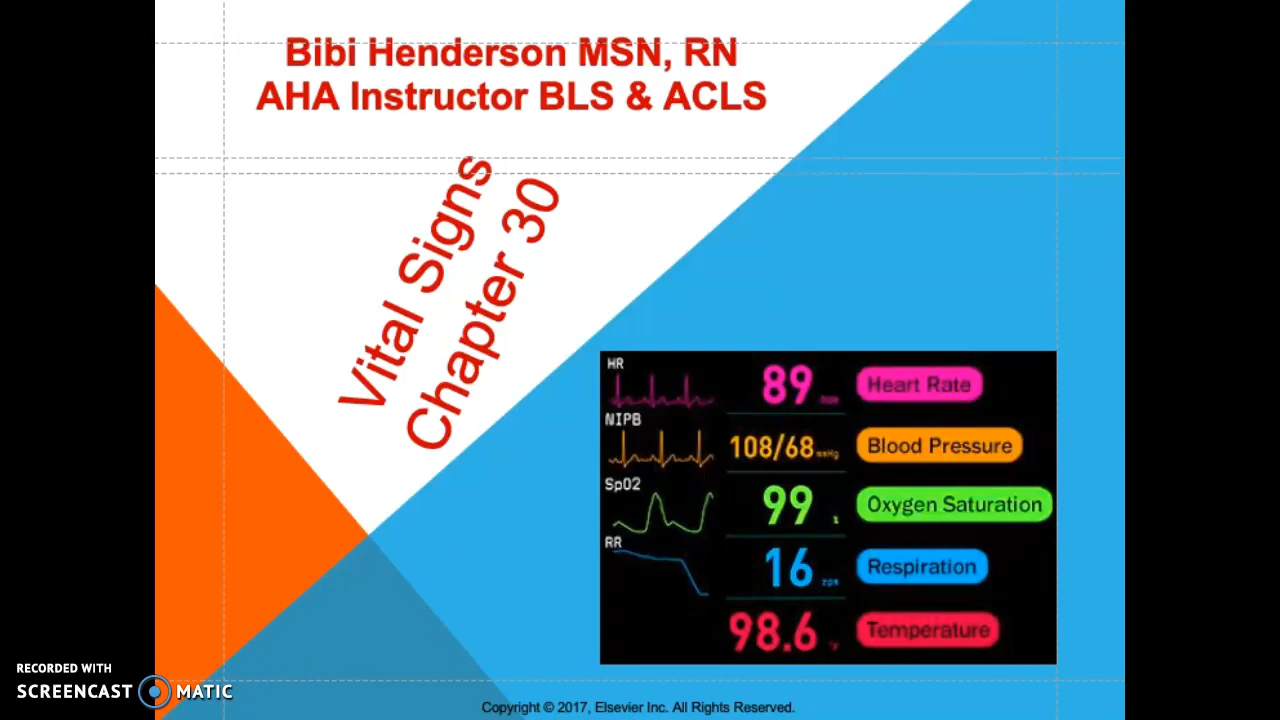 Bibi Henderson MSN, RN
AHA Instructor BLS & ACLS
Vital Signs
Chapter 30
HR
89
Heart Rate
NIPB
108/68 mmHg
Blood Pressure
SpO2
99 %
Oxygen Saturation
RR
16
Respiration
98.6 °F
Temperature
RECORDED WITH
SCREENCAST MATIC
Copyright © 2017, Elsevier Inc. All Rights Reserved.